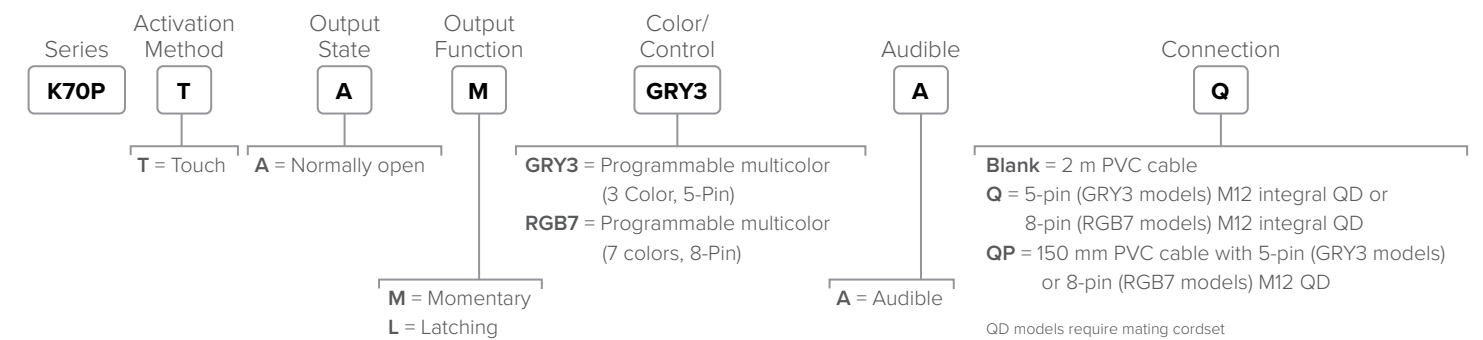 Series
Activation
Method
Output
State
Output
Function
Color/
Control
Audible
Connection
K70P
T
A
M
GRY3
A
Q
T = Touch
A = Normally open
GRY3 = Programmable multicolor
(3 Color, 5-Pin)
RGB7 = Programmable multicolor
(7 colors, 8-Pin)
Blank = 2 m PVC cable
Q = 5-pin (GRY3 models) M12 integral QD or
8-pin (RGB7 models) M12 integral QD
QP = 150 mm PVC cable with 5-pin (GRY3 models)
or 8-pin (RGB7 models) M12 QD
M = Momentary
L = Latching
A = Audible
QD models require mating cordset